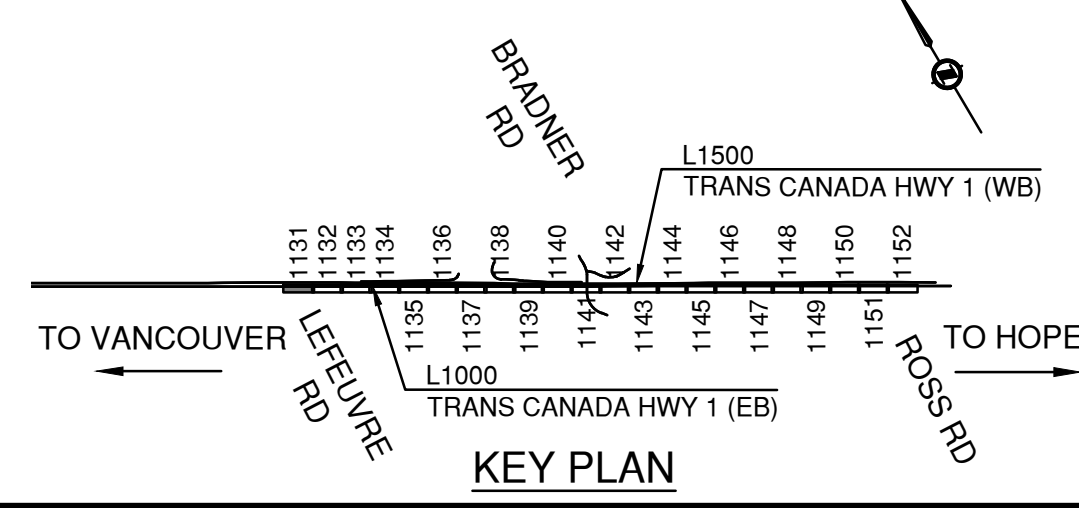 BRADNER
RD
L1500
TRANS CANADA HWY 1 (WB)
1131
1132
1133
1134
1136
1138
1140
1142
1144
1146
1148
1150
1152
1135
1137
1139
1141
1143
1145
1147
1149
1151
TO VANCOUVER
LEFEUVRE
RD
L1000
TRANS CANADA HWY 1 (EB)
ROSS RD
TO HOPE
KEY PLAN